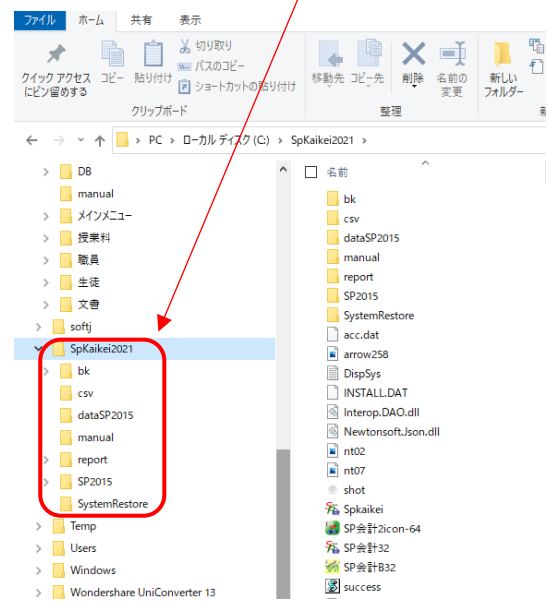 ファイル ホーム 共有 表示
クイック アクセス
にピン留めする
コピー
貼り付け
切り取り
パスのコピー
ショートカットの貼り付け
クリップボード
移動先
コピー先
削除
名前の
変更
整理
新しい
フォルダー
PC › ローカル ディスク (C:) › SpKaikei2021 ›
DB
manual
メインメニュー
授業料
職員
生徒
文書
softj
SpKaikei2021
bk
csv
dataSP2015
manual
report
SP2015
SystemRestore
Temp
Users
Windows
Wondershare UniConverter 13
名前
bk
csv
dataSP2015
manual
report
SP2015
SystemRestore
acc.dat
arrow258
DispSys
INSTALL.DAT
Interop.DAO.dll
Newtonsoft.Json.dll
nt02
nt07
shot
Spkaikei
SP会計2icon-64
SP会計32
SP会計B32
success